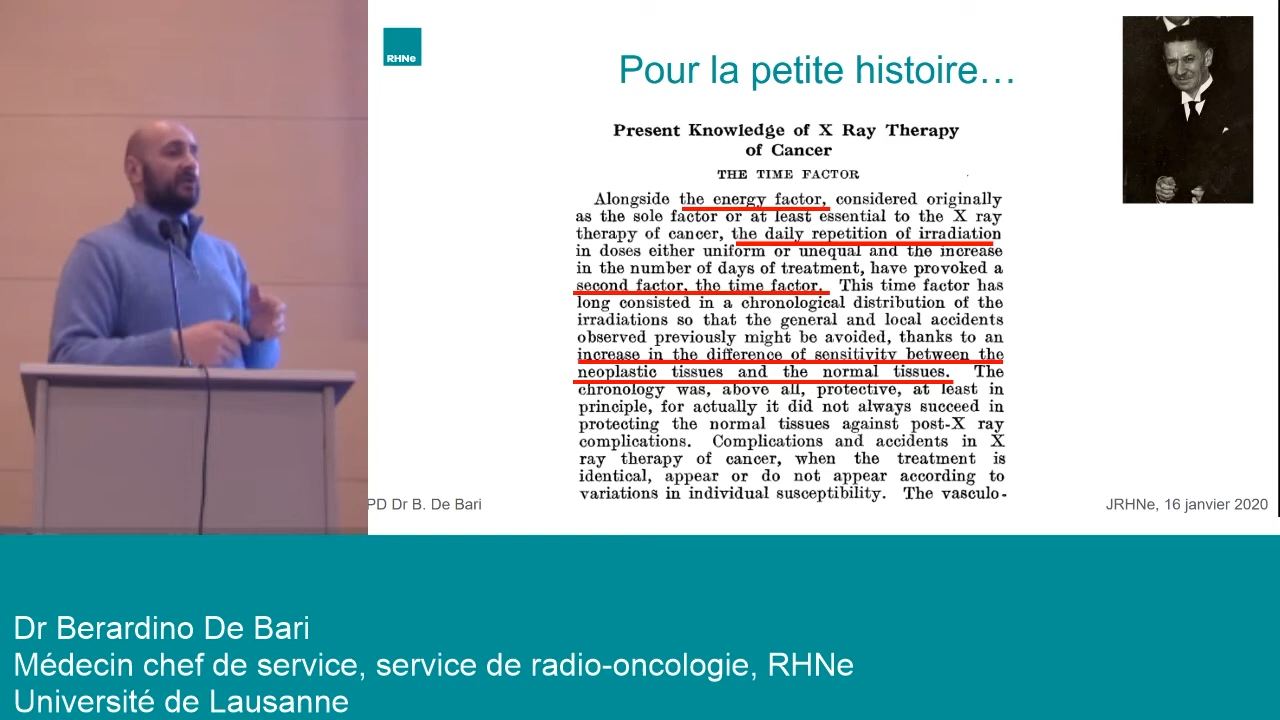 RHNe
Pour la petite histoire…
Present Knowledge of X Ray Therapy
of Cancer
THE TIME FACTOR
Alongside the energy factor, considered originally
as the sole factor or at least essential to the X ray
therapy of cancer, the daily repetition of irradiation
in doses either uniform or unequal and the increase
in the number of days of treatment, have provoked a
second factor, the time factor. This time factor has
long consisted in a chronological distribution of the
irradiations so that the general and local accidents
observed previously might be avoided, thanks to an
increase in the difference of sensitivity between the
neoplastic tissues and the normal tissues. The
chronology was, above all, protective, at least in
principle, for actually it did not always succeed in
protecting the normal tissues against post-X ray
complications. Complications and accidents in X
ray therapy of cancer, when the treatment is
identical, appear or do not appear according to
variations in individual susceptibility. The vasculo-
PD Dr B. De Bari
JRHNe, 16 janvier 2020
Dr Berardino De Bari
Médecin chef de service, service de radio-oncologie, RHNe
Université de Lausanne